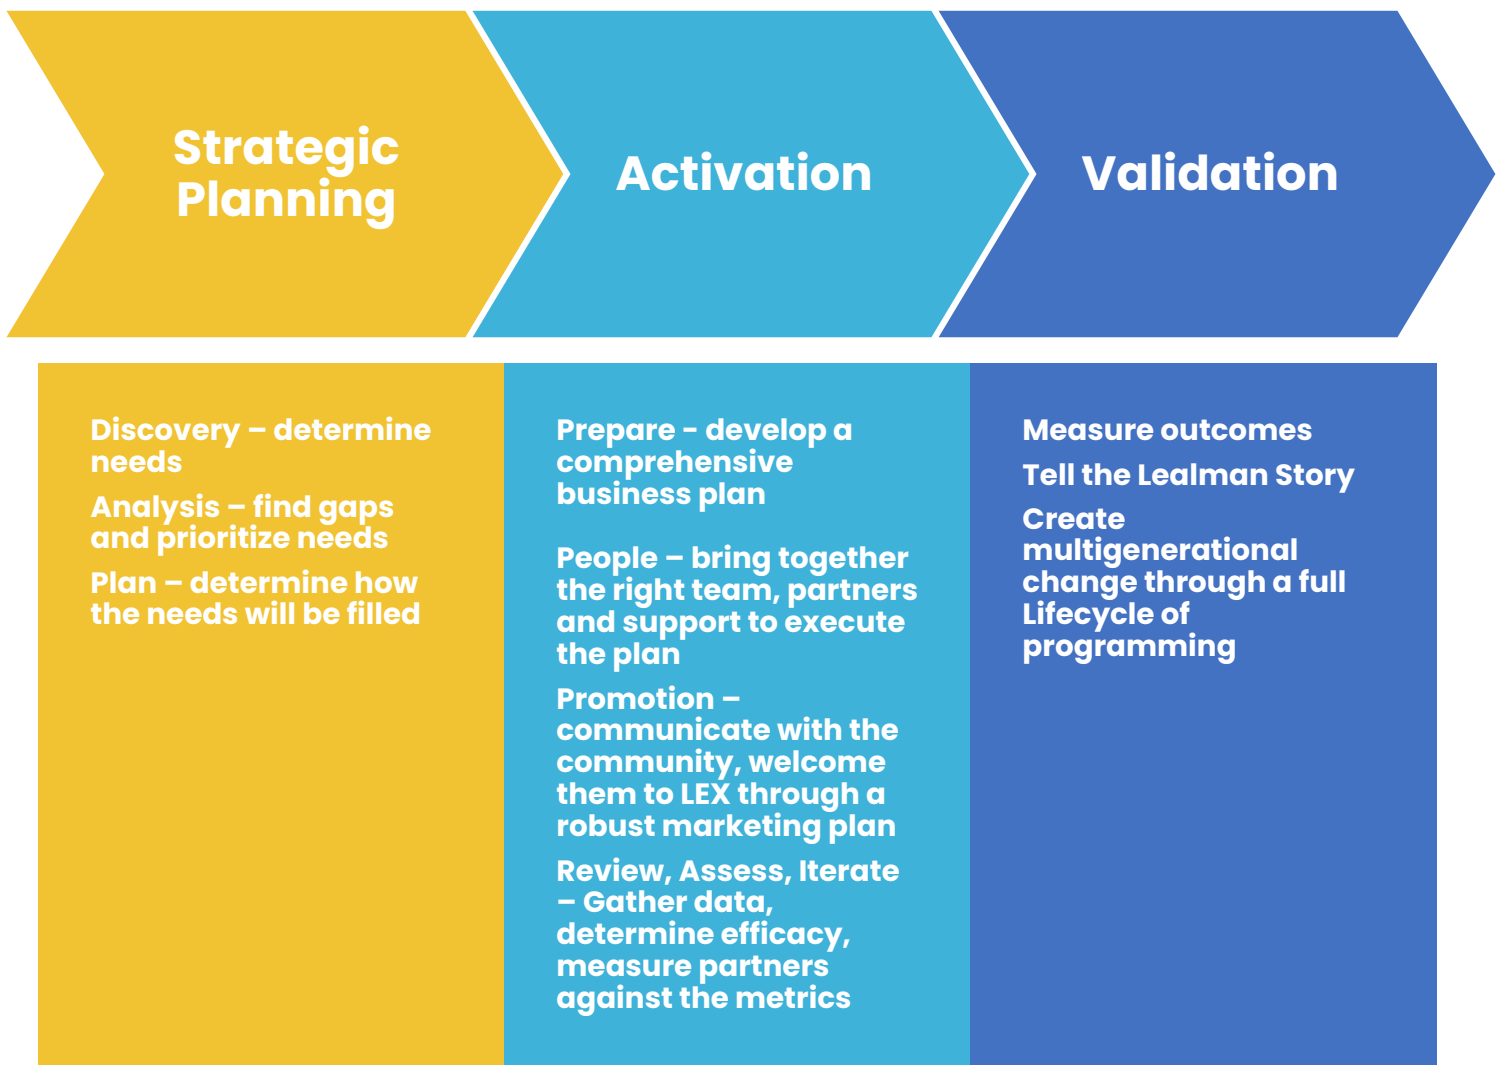 Strategic
Planning
Activation
Validation
Discovery – determine
needs
Analysis – find gaps
and prioritize needs
Plan – determine how
the needs will be filled
Prepare - develop a
comprehensive
business plan
People – bring together
the right team, partners
and support to execute
the plan
Promotion –
communicate with the
community, welcome
them to LEX through a
robust marketing plan
Review, Assess, Iterate
– Gather data,
determine efficacy,
measure partners
against the metrics
Measure outcomes
Tell the Lealman Story
Create
multigenerational
change through a full
Lifecycle of
programming